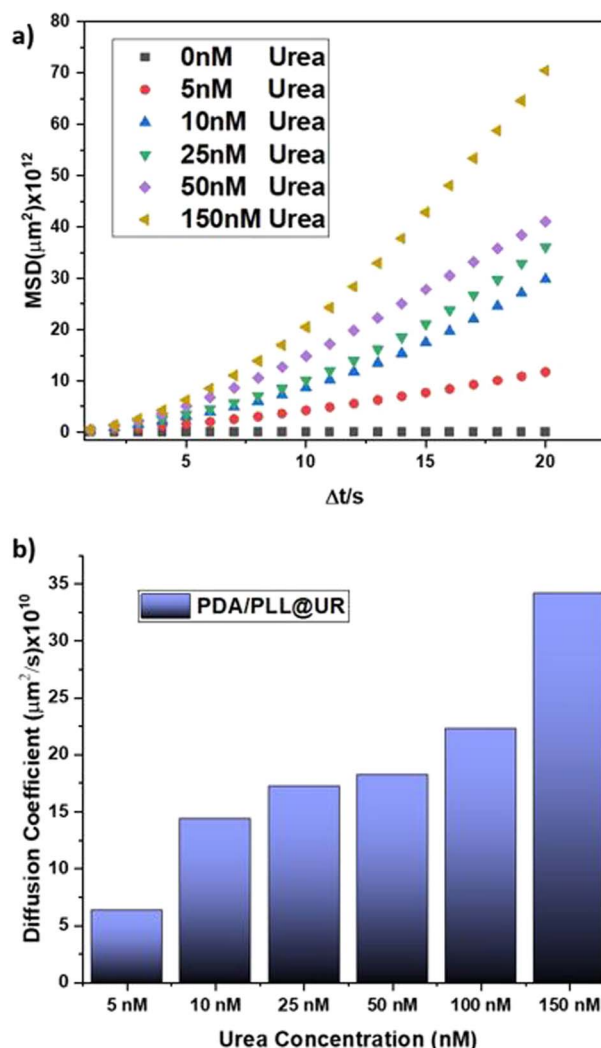 a)
80
70
60
50
40
30
20
10
0
MSD(μm²)x10¹²
0nM Urea
5nM Urea
10nM Urea
25nM Urea
50nM Urea
150nM Urea
5 10 15 20
Δt/s
b)
35
30
25
20
15
10
5
0
Diffusion Coefficient (μm²/s)x10¹⁰
PDA/PLL@UR
5 nM 10 nM 25 nM 50 nM 100 nM 150 nM
Urea Concentration (nM)